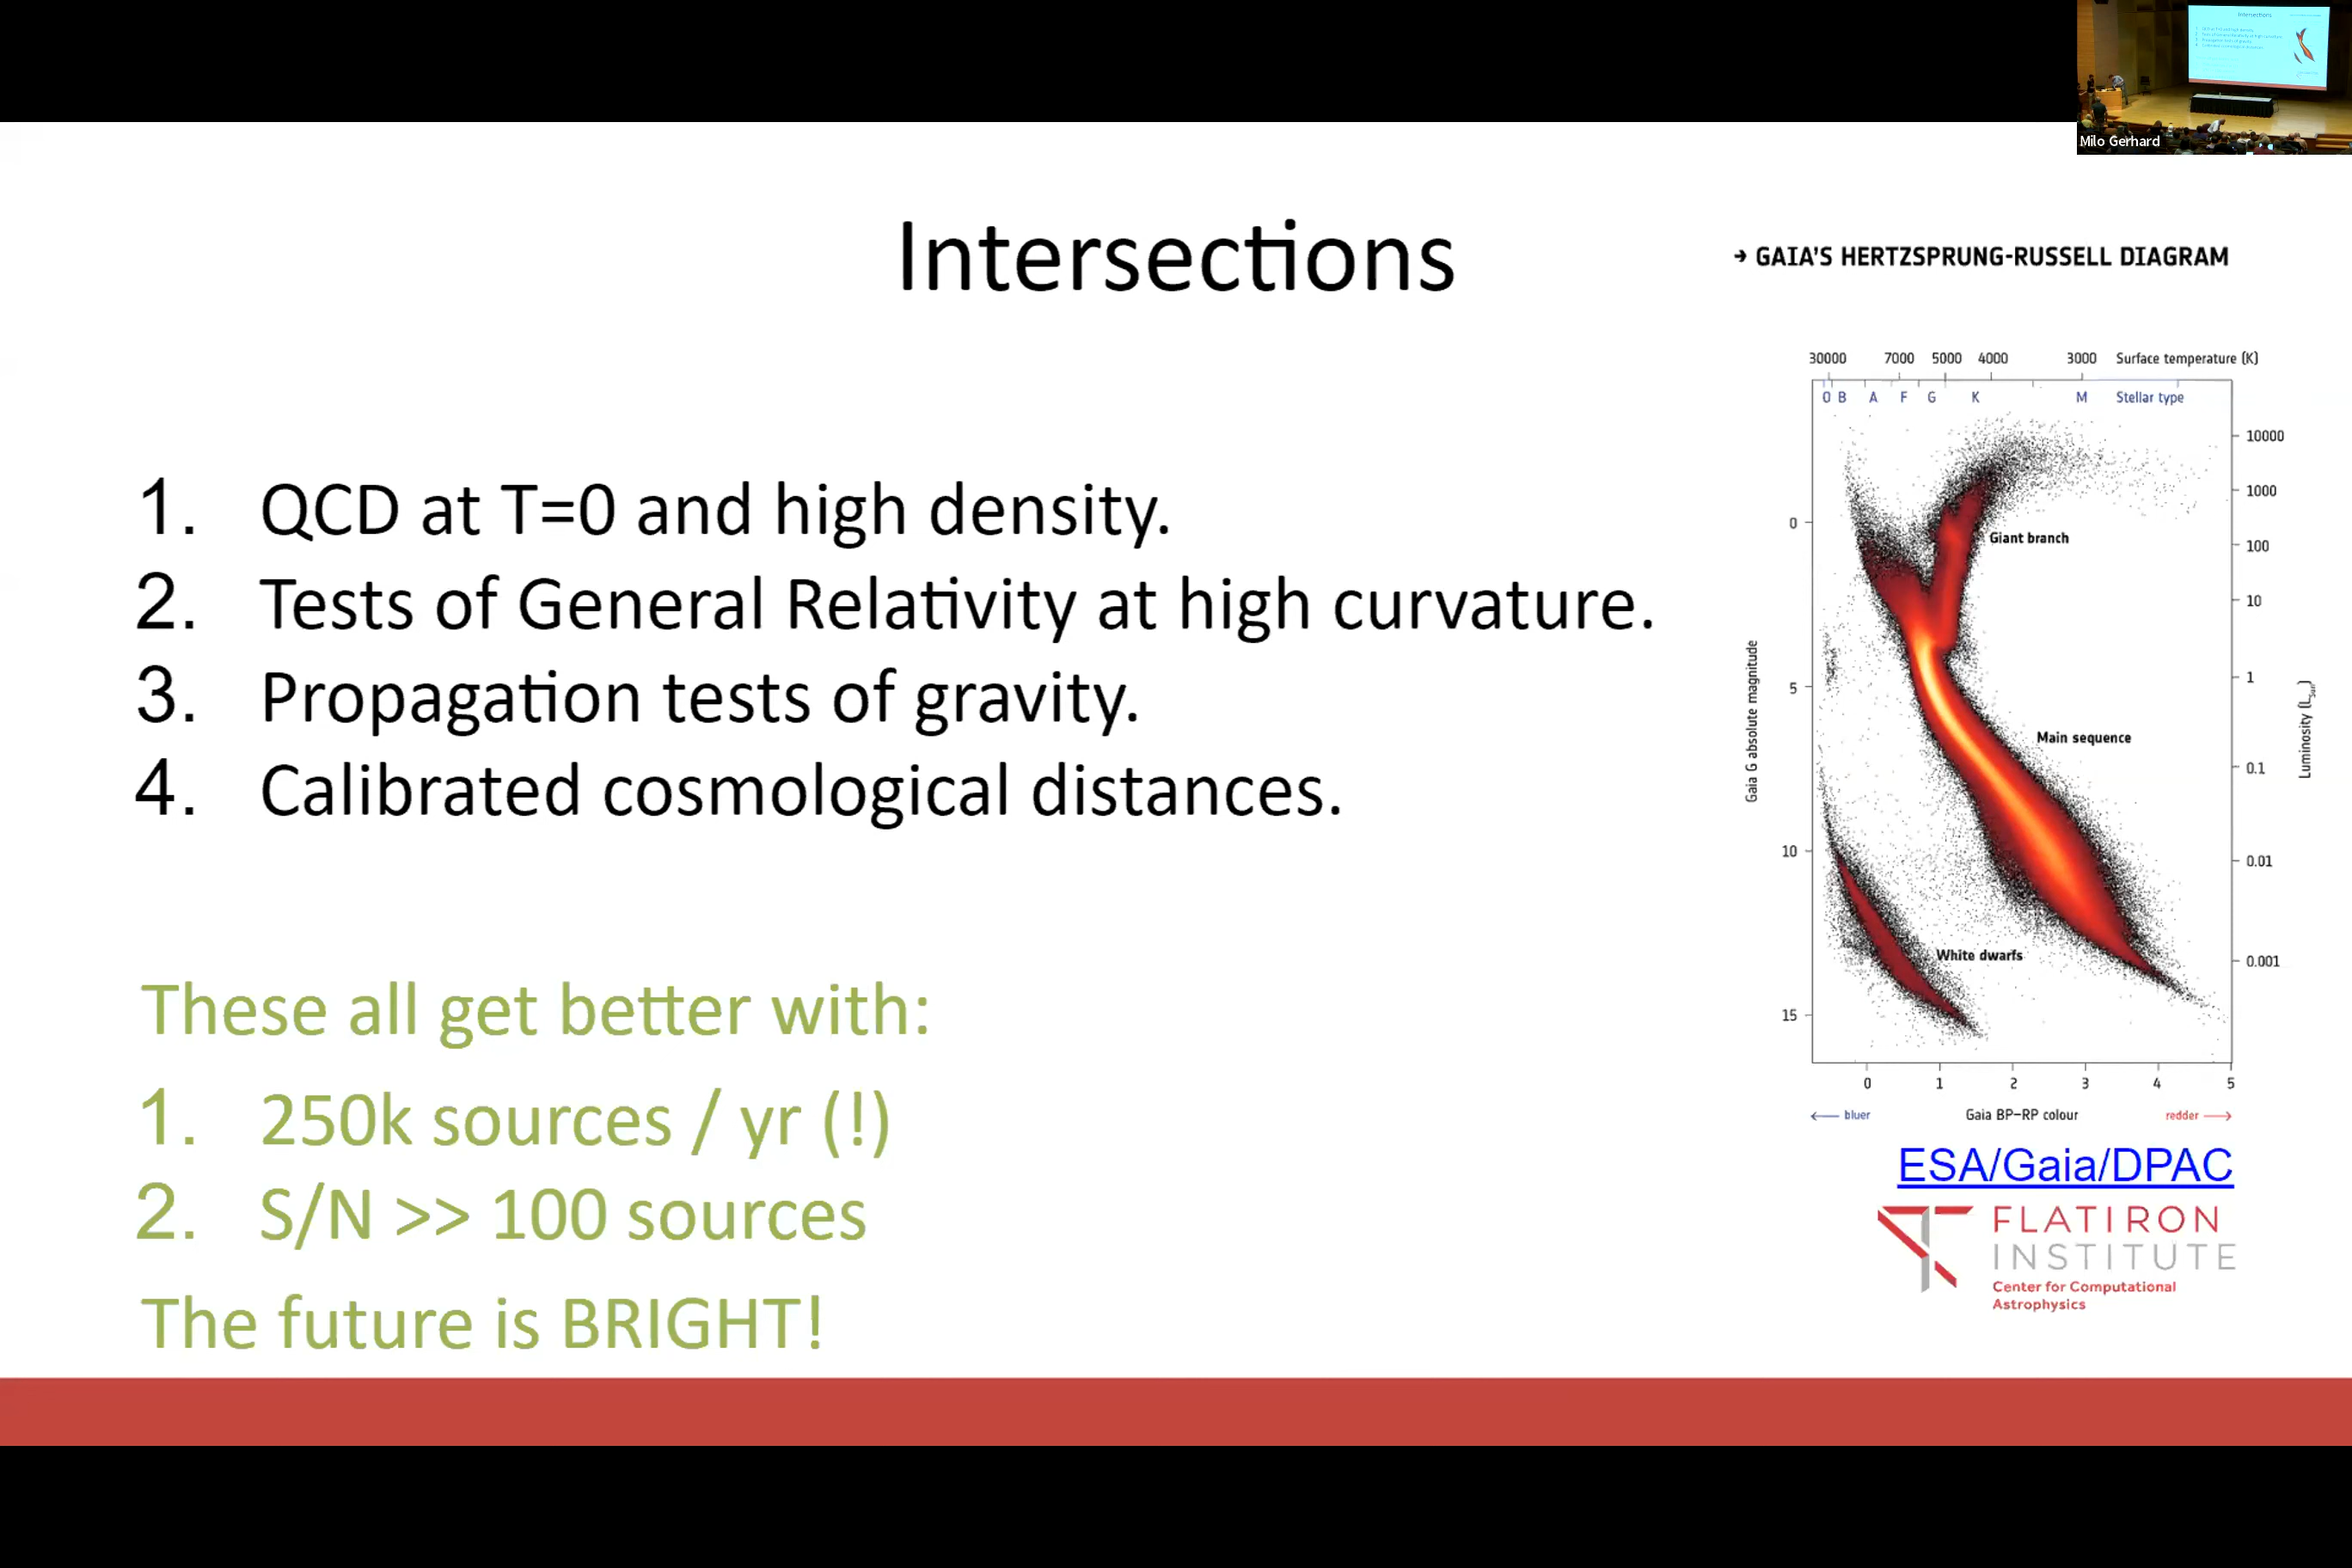 Milo Gerhard
Intersections
1. QCD at T=0 and high density.
2. Tests of General Relativity at high curvature.
3. Propagation tests of gravity.
4. Calibrated cosmological distances.
These all get better with:
1. 250k sources / yr (!)
2. S/N >> 100 sources
The future is BRIGHT!
→ GAIA'S HERTZSPRUNG-RUSSELL DIAGRAM
30000 7000 5000 4000 3000 Surface temperature (K)
O B A F G K M Stellar type
Gaia G absolute magnitude
0
5
10
15
Giant branch
Main sequence
White dwarfs
10000
1000
100
10
1
0.1
0.01
0.001
Luminosity (LSun)
0 1 2 3 4 5
← bluer Gaia BP–RP colour redder →
ESA/Gaia/DPAC
FLATIRON
INSTITUTE
Center for Computational
Astrophysics